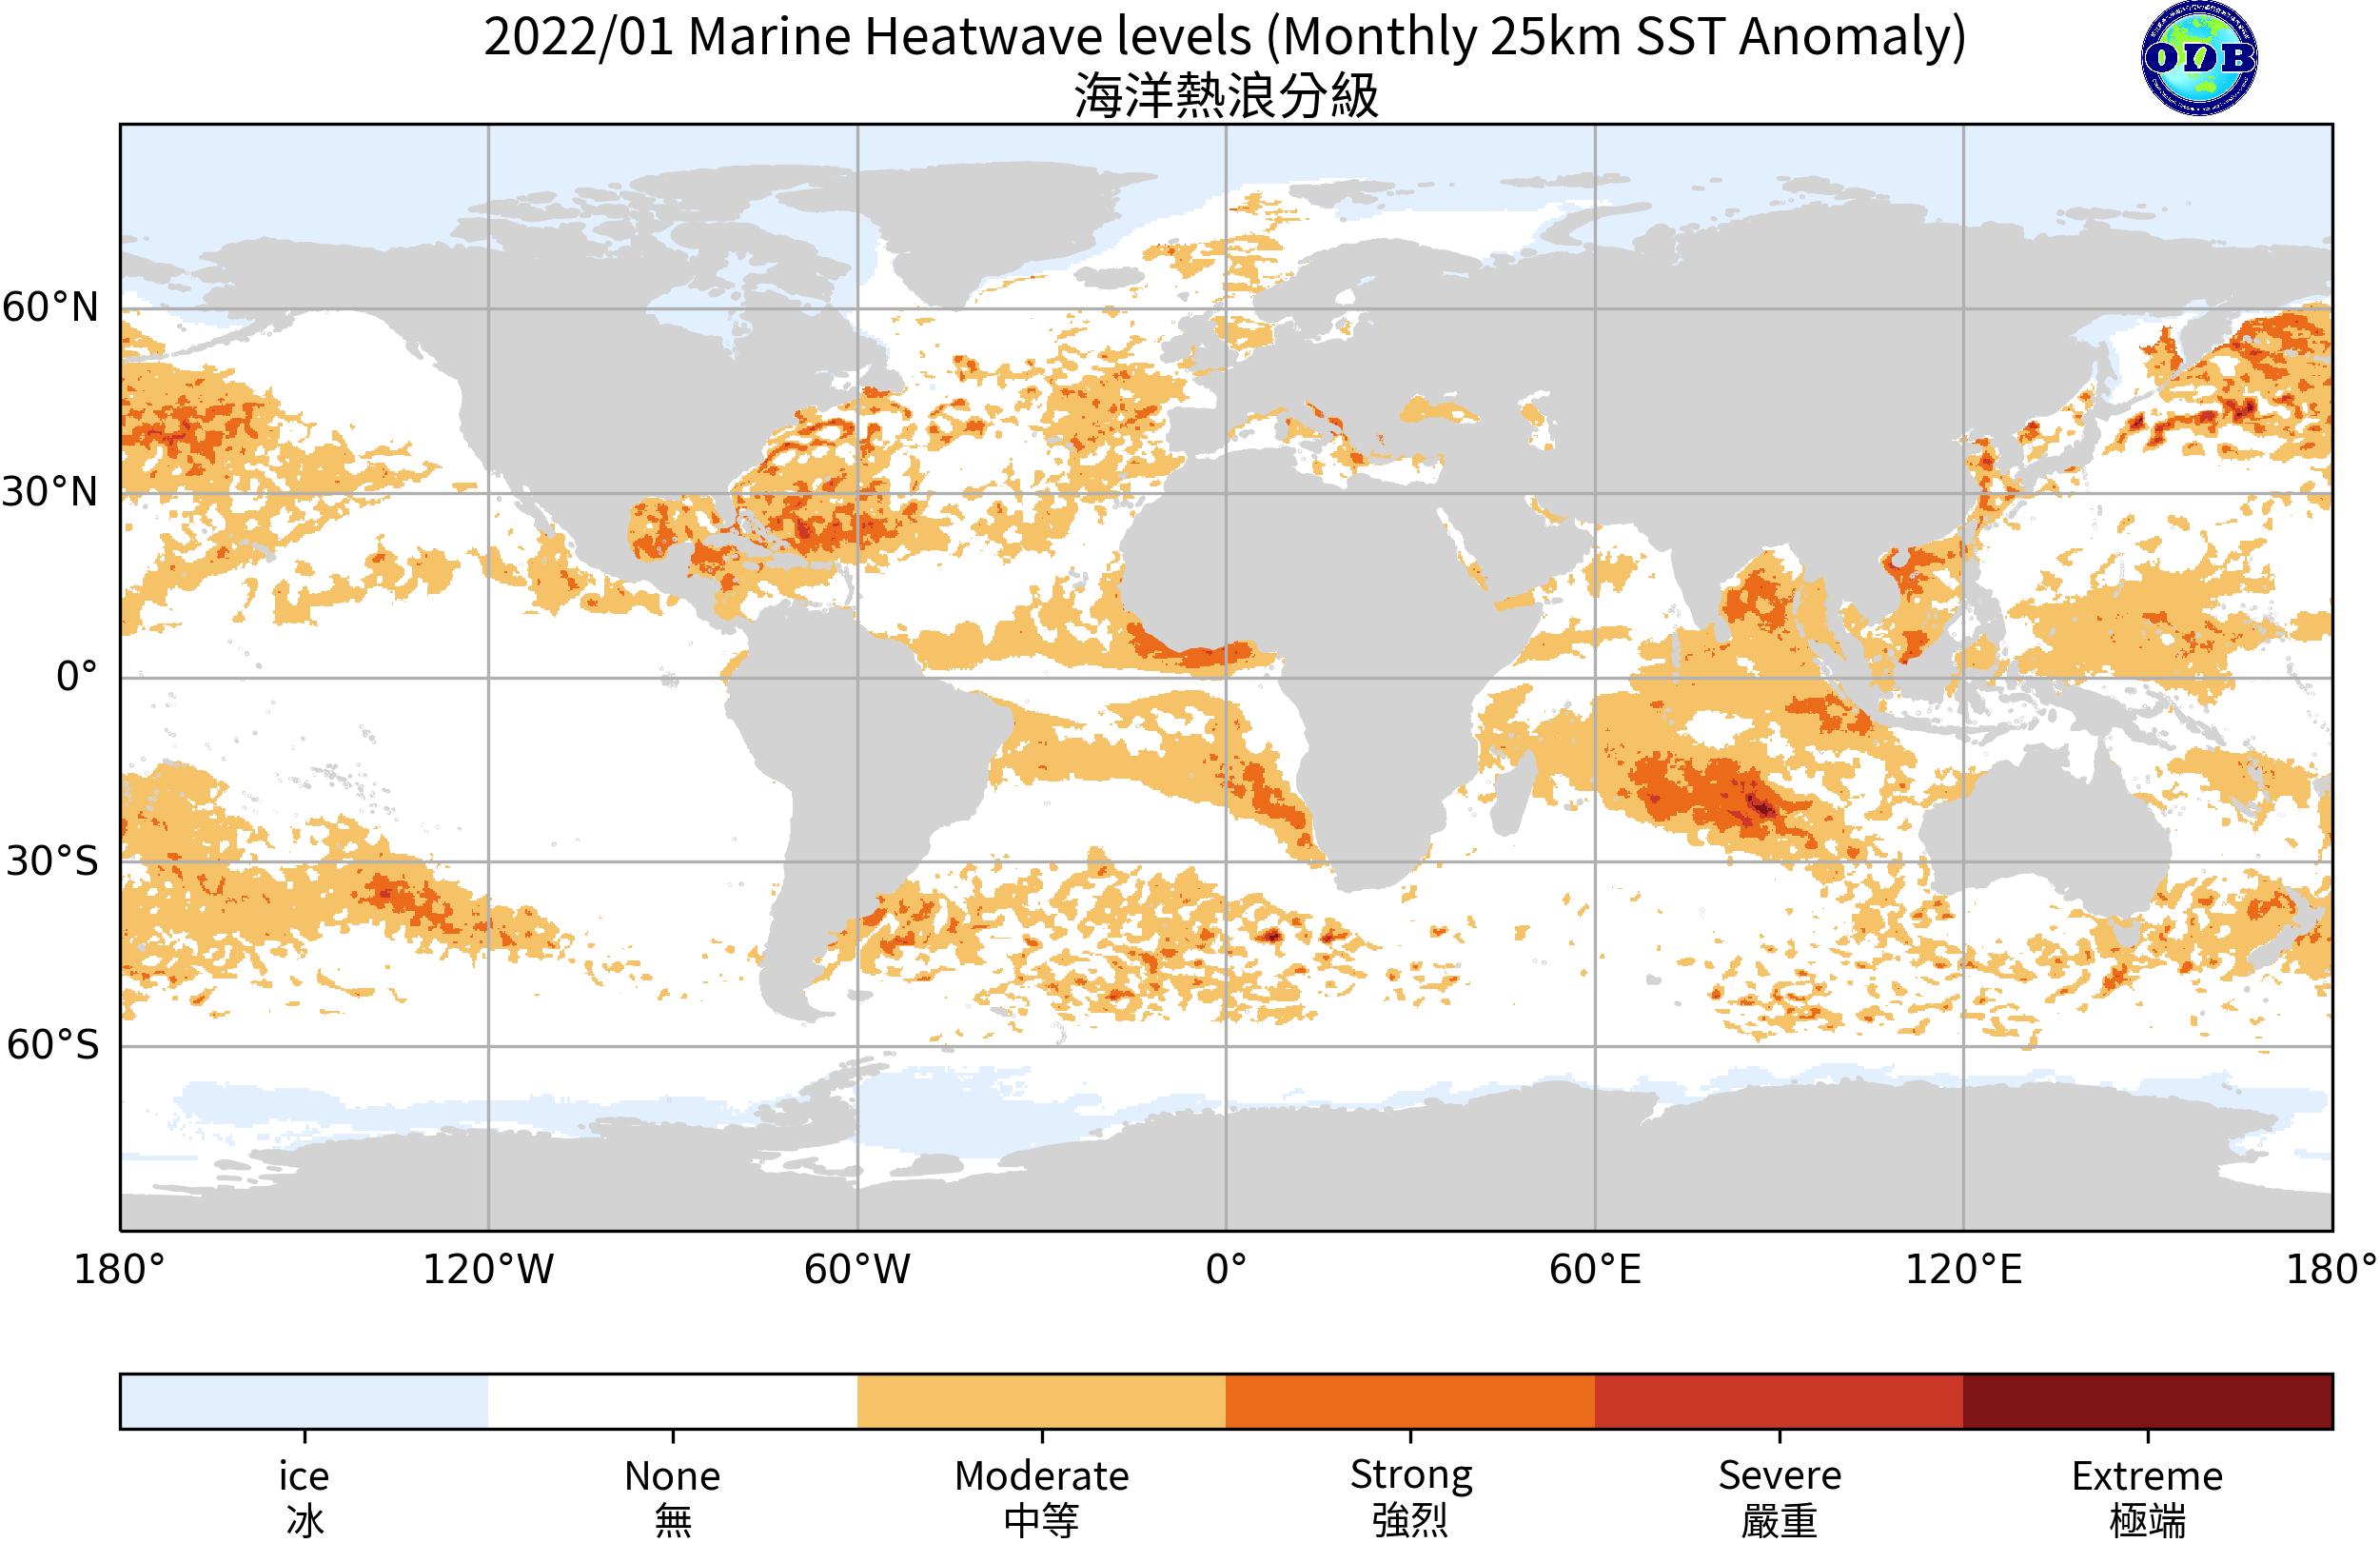 2022/01 Marine Heatwave levels (Monthly 25km SST Anomaly)
海洋熱浪分級
ODB
60°N
30°N
0°
30°S
60°S
180° 120°W 60°W 0° 60°E 120°E 180°
ice None Moderate Strong Severe Extreme
冰 無 中等 強烈 嚴重 極端